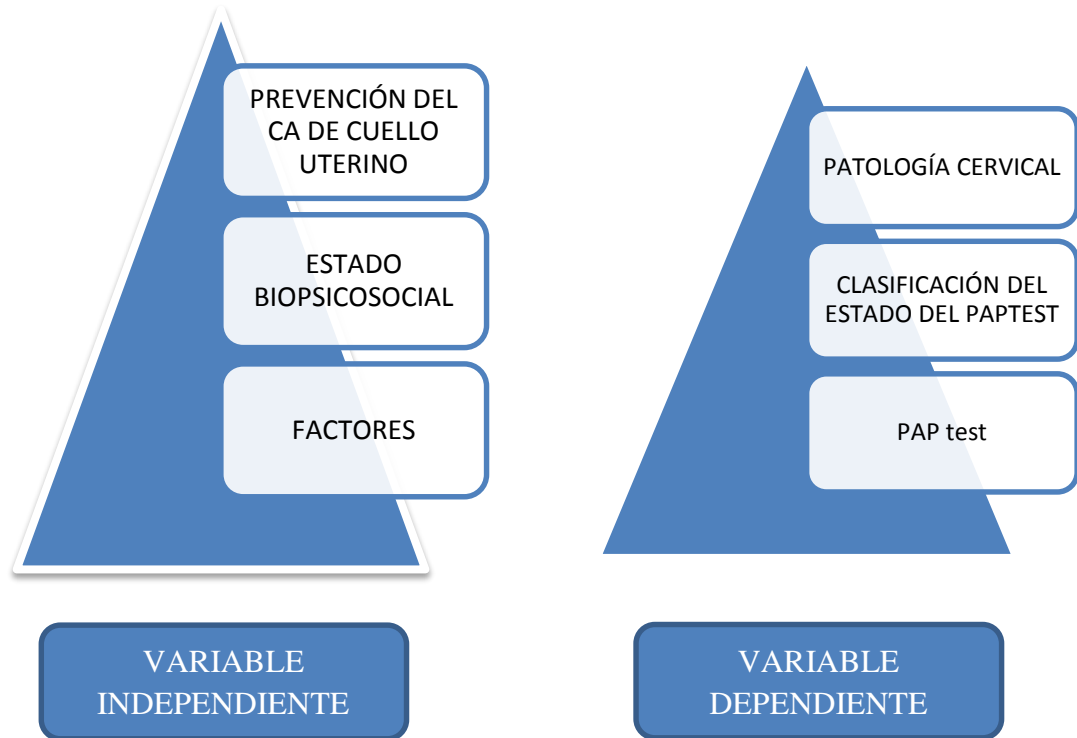 PREVENCIÓN DEL
CA DE CUELLO
UTERINO
ESTADO
BIOPSICOSOCIAL
FACTORES
VARIABLE
INDEPENDIENTE
PATOLOGÍA CERVICAL
CLASIFICACIÓN DEL
ESTADO DEL PAPTEST
PAP test
VARIABLE
DEPENDIENTE